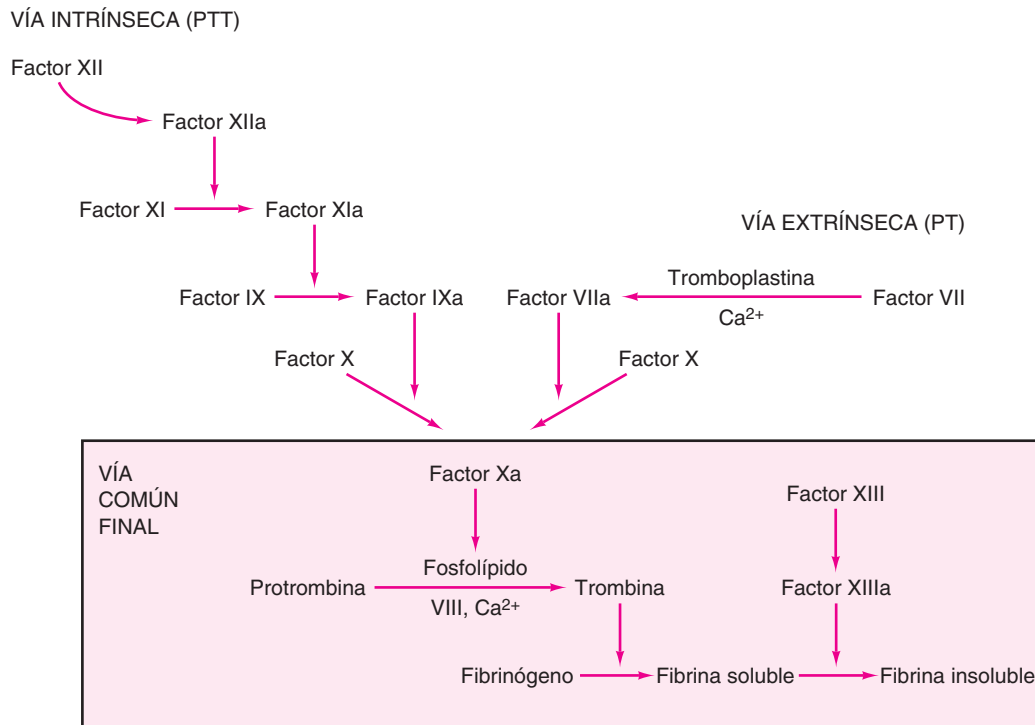 VÍA INTRÍNSECA (PTT)
Factor XII
Factor XIIa
Factor XI
Factor XIa
VÍA EXTRÍNSECA (PT)
Factor IX
Factor IXa
Factor VIIa
Tromboplastina
Ca2+
Factor VII
Factor X
Factor X
VÍA
COMÚN
FINAL
Factor Xa
Factor XIII
Protrombina
Fosfolípido
VIII, Ca2+
Trombina
Factor XIIIa
Fibrinógeno
Fibrina soluble
Fibrina insoluble